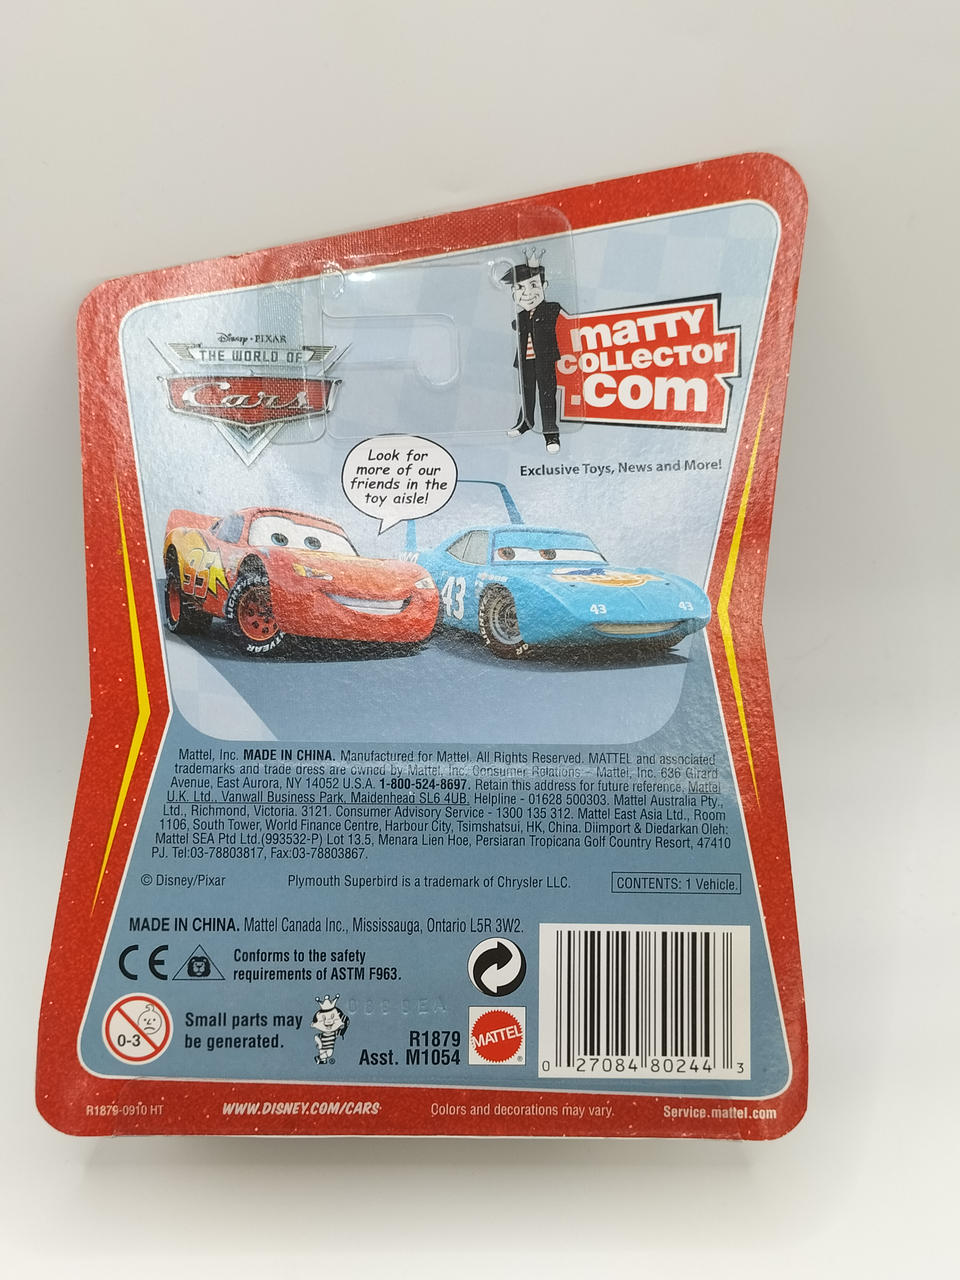 Disney • PIXAR
THE WORLD OF
Cars
maTTY
COLLECTOR
.com
Exclusive Toys, News and More!
Look for
more of our
friends in the
toy aisle!
95
LIGHTYEAR
43
43
43
Mattel, Inc. MADE IN CHINA. Manufactured for Mattel. All Rights Reserved. MATTEL and associated
trademarks and trade dress are owned by Mattel, Inc. Consumer Relations – Mattel, Inc. 636 Girard
Avenue, East Aurora, NY 14052 U.S.A. 1-800-524-8697. Retain this address for future reference. Mattel
U.K. Ltd., Vanwall Business Park, Maidenhead SL6 4UB. Helpline - 01628 500303. Mattel Australia Pty.,
Ltd., Richmond, Victoria. 3121. Consumer Advisory Service - 1300 135 312. Mattel East Asia Ltd., Room
1106, South Tower, World Finance Centre, Harbour City, Tsimshatsui, HK, China. Diimport & Diedarkan Oleh:
Mattel SEA Ptd Ltd.(993532-P) Lot 13.5, Menara Lien Hoe, Persiaran Tropicana Golf Country Resort, 47410
PJ. Tel:03-78803817, Fax:03-78803867.
© Disney/Pixar
Plymouth Superbird is a trademark of Chrysler LLC.
CONTENTS: 1 Vehicle.
MADE IN CHINA. Mattel Canada Inc., Mississauga, Ontario L5R 3W2.
CE
Conforms to the safety
requirements of ASTM F963.
0-3
Small parts may
be generated.
R1879
Asst. M1054
MATTEL
®
0 27084 80244 3
R1879-0910 HT
WWW.DISNEY.COM/CARS
Colors and decorations may vary.
Service.mattel.com